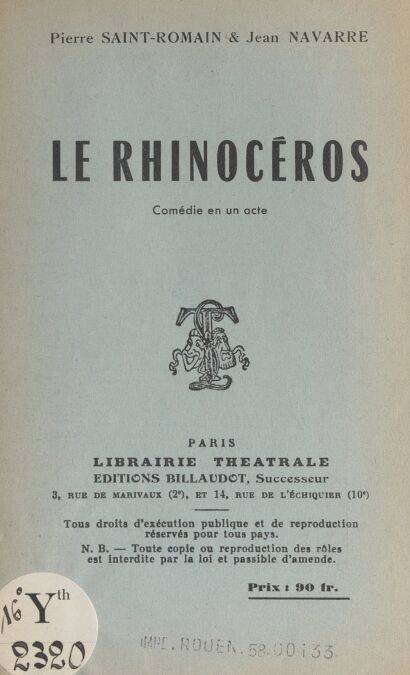 Pierre SAINT-ROMAIN & Jean NAVARRE
LE RHINOCÉROS
Comédie en un acte
PARIS
LIBRAIRIE THEATRALE
EDITIONS BILLAUDOT, Successeur
3, RUE DE MARIVAUX (2e), ET 14, RUE DE L'ÉCHIQUIER (10e)
Tous droits d'exécution publique et de reproduction
réservés pour tous pays.
N. B. — Toute copie ou reproduction des rôles
est interdite par la loi et passible d'amende.
Prix : 90 fr.
No Yth
2320
IMP. ROUEN. 58-00133